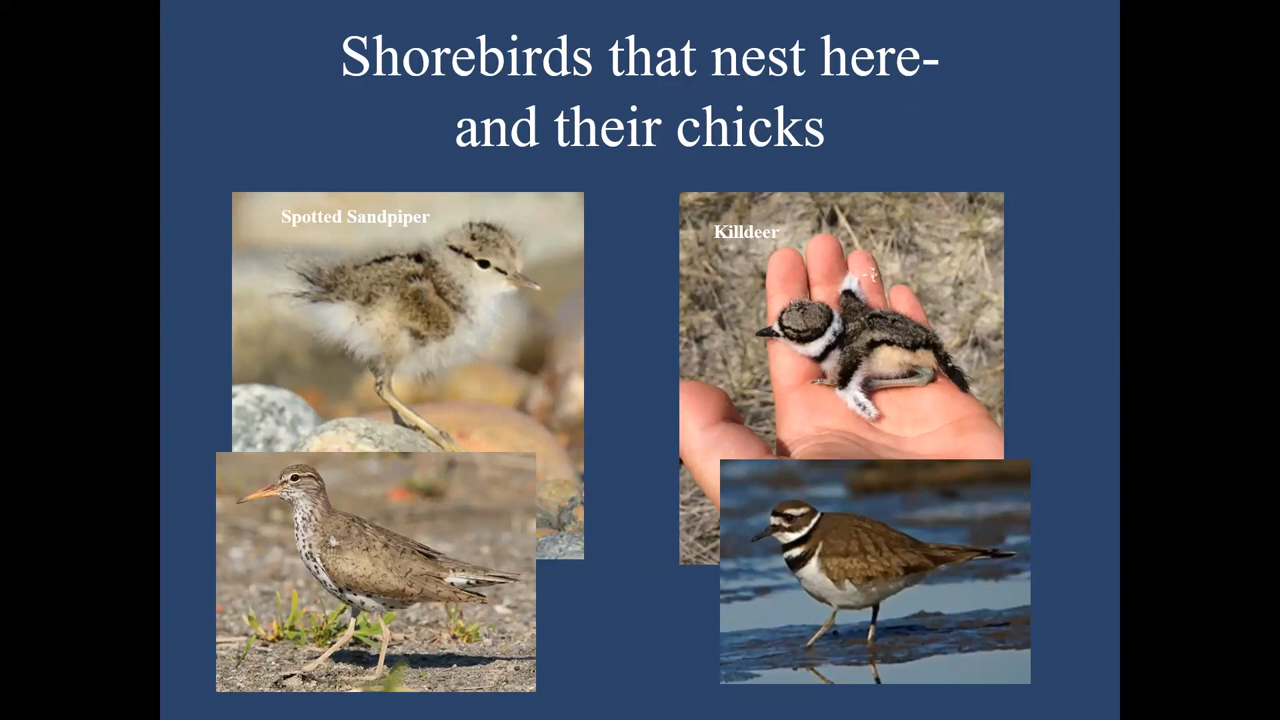 Shorebirds that nest here-
and their chicks
Spotted Sandpiper
Killdeer